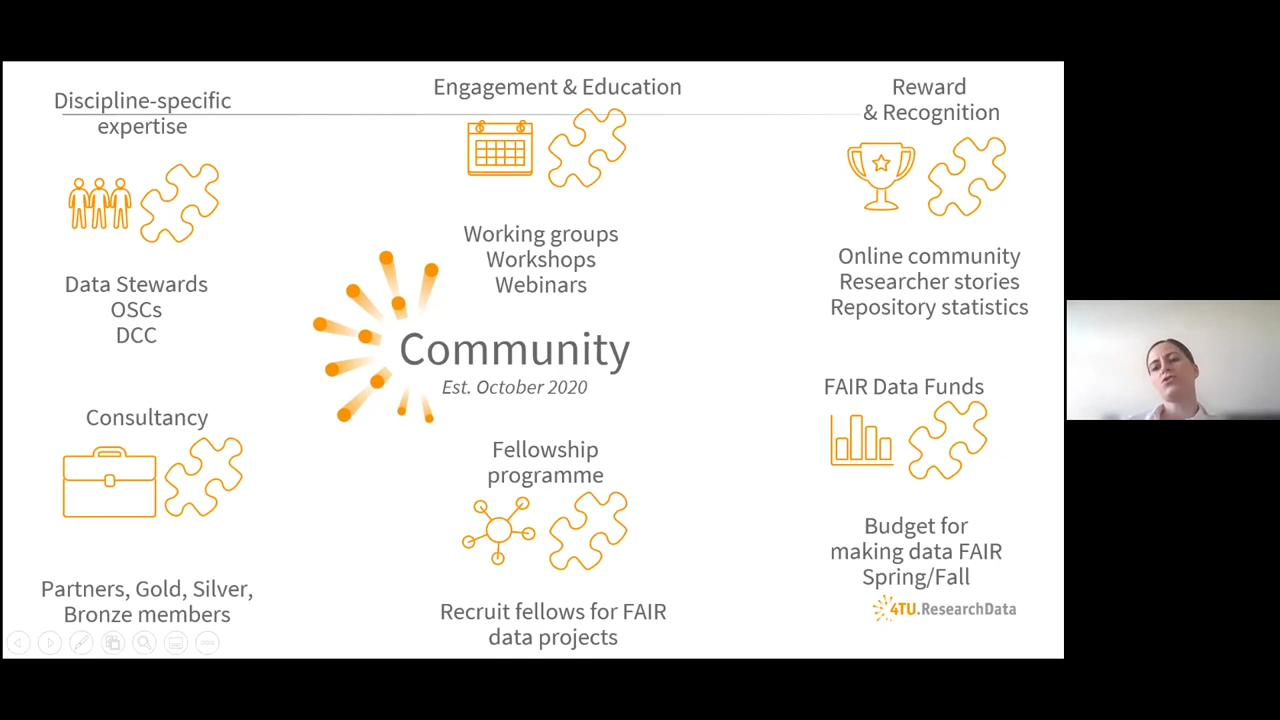 Discipline-specific
expertise
Data Stewards
OSCs
DCC
Engagement & Education
Working groups
Workshops
Webinars
Reward
& Recognition
Online community
Researcher stories
Repository statistics
Community
Est. October 2020
Consultancy
Partners, Gold, Silver,
Bronze members
Fellowship
programme
Recruit fellows for FAIR
data projects
FAIR Data Funds
Budget for
making data FAIR
Spring/Fall
4TU.ResearchData